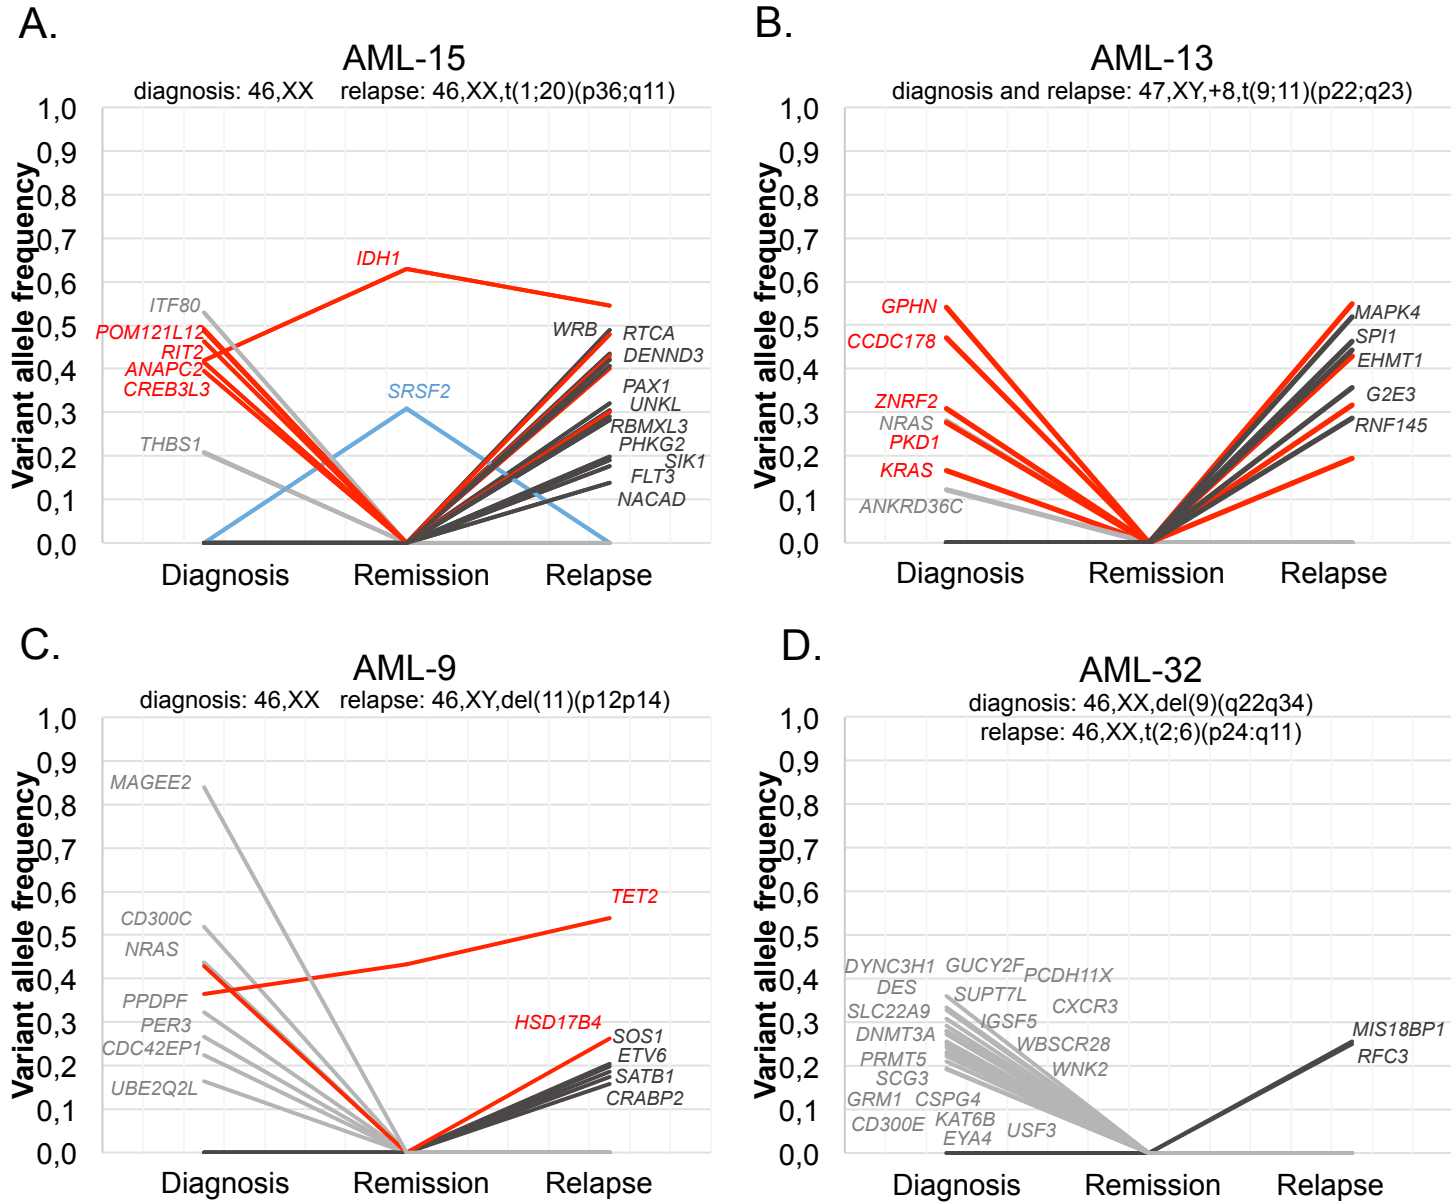 A.
AML-15
diagnosis: 46,XX relapse: 46,XX,t(1;20)(p36;q11)
Variant allele frequency
1,0
0,9
0,8
0,7
0,6
0,5
0,4
0,3
0,2
0,1
0,0
IDH1
ITF80
POM121L12
RIT2
ANAPC2
CREB3L3
THBS1
SRSF2
WRB
RTCA
DENND3
PAX1
UNKL
RBMXL3
PHKG2
SIK1
FLT3
NACAD
Diagnosis Remission Relapse
B.
AML-13
diagnosis and relapse: 47,XY,+8,t(9;11)(p22;q23)
Variant allele frequency
1,0
0,9
0,8
0,7
0,6
0,5
0,4
0,3
0,2
0,1
0,0
GPHN
CCDC178
ZNRF2
NRAS
PKD1
KRAS
ANKRD36C
MAPK4
SPI1
EHMT1
G2E3
RNF145
Diagnosis Remission Relapse
C.
AML-9
diagnosis: 46,XX relapse: 46,XY,del(11)(p12p14)
Variant allele frequency
1,0
0,9
0,8
0,7
0,6
0,5
0,4
0,3
0,2
0,1
0,0
MAGEE2
CD300C
NRAS
PPDPF
PER3
CDC42EP1
UBE2Q2L
TET2
HSD17B4
SOS1
ETV6
SATB1
CRABP2
Diagnosis Remission Relapse
D.
AML-32
diagnosis: 46,XX,del(9)(q22q34)
relapse: 46,XX,t(2;6)(p24:q11)
Variant allele frequency
1,0
0,9
0,8
0,7
0,6
0,5
0,4
0,3
0,2
0,1
0,0
DYNC3H1 GUCY2F PCDH11X
DES SUPT7L CXCR3
SLC22A9 IGSF5
DNMT3A WBSCR28
PRMT5 WNK2
SCG3
GRM1 CSPG4
CD300E KAT6B USF3
EYA4
MIS18BP1
RFC3
Diagnosis Remission Relapse